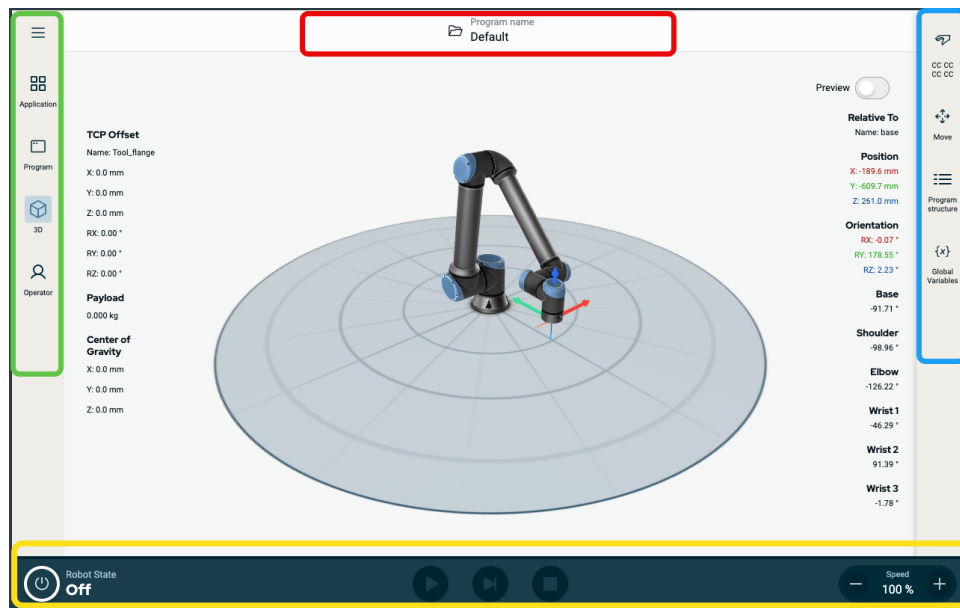 Program name
Default
Application
Program
3D
Operator
TCP Offset
Name: Tool_flange
X: 0.0 mm
Y: 0.0 mm
Z: 0.0 mm
RX: 0.00 °
RY: 0.00 °
RZ: 0.00 °
Payload
0.000 kg
Center of
Gravity
X: 0.0 mm
Y: 0.0 mm
Z: 0.0 mm
Preview
Relative To
Name: base
Position
X: -189.6 mm
Y: -609.7 mm
Z: 261.0 mm
Orientation
RX: -0.07 °
RY: 178.55 °
RZ: 2.23 °
Base
-91.71 °
Shoulder
-98.96 °
Elbow
-126.22 °
Wrist 1
-46.29 °
Wrist 2
91.39 °
Wrist 3
-1.78 °
CC CC
CC CC
Move
Program
structure
{x}
Global
Variables
Robot State
Off
Speed
100 %